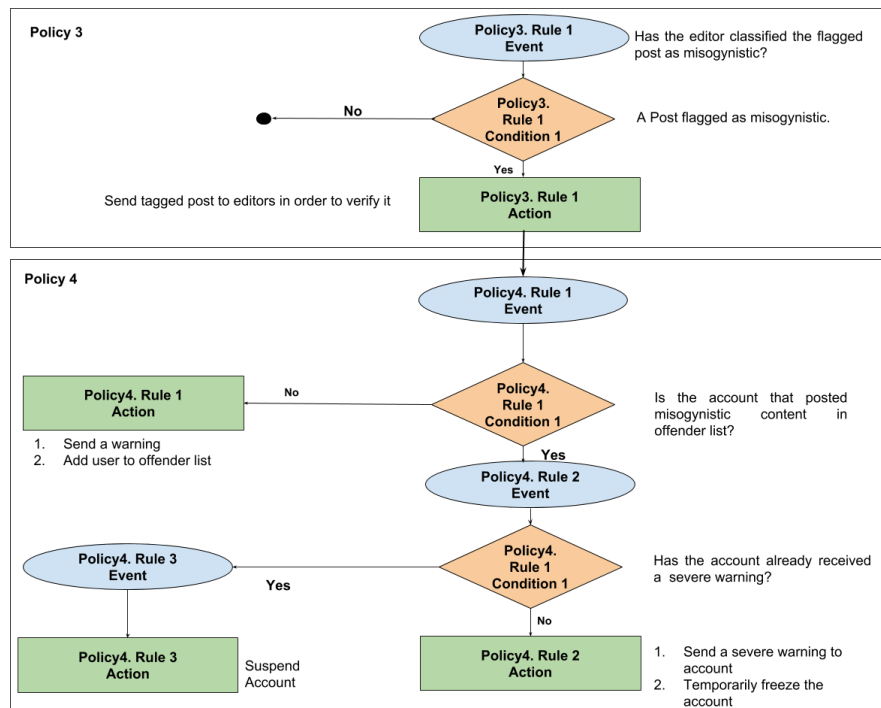 Policy 3
Policy3. Rule 1
Event
Has the editor classified the flagged
post as misogynistic?
Policy3.
Rule 1
Condition 1
No
A Post flagged as misogynistic.
Yes
Send tagged post to editors in order to verify it
Policy3. Rule 1
Action
Policy 4
Policy4. Rule 1
Event
Policy4. Rule 1
Action
No
Policy4.
Rule 1
Condition 1
Is the account that posted
misogynistic content in
offender list?
1. Send a warning
2. Add user to offender list
Yes
Policy4. Rule 2
Event
Policy4. Rule 3
Event
Yes
Policy4.
Rule 1
Condition 1
Has the account already received
a severe warning?
No
Policy4. Rule 3
Action
Suspend
Account
Policy4. Rule 2
Action
1. Send a severe warning to
account
2. Temporarily freeze the
account